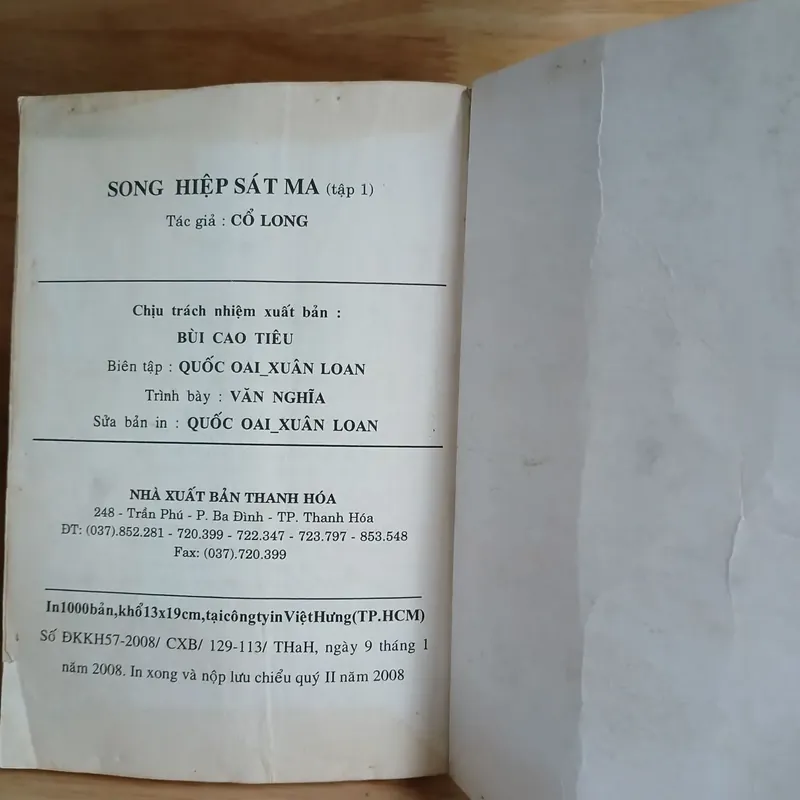 SONG HIỆP SÁT MA (tập 1)
Tác giả : CỔ LONG
Chịu trách nhiệm xuất bản :
BÙI CAO TIÊU
Biên tập : QUỐC OAI_XUÂN LOAN
Trình bày : VĂN NGHĨA
Sửa bản in : QUỐC OAI_XUÂN LOAN
NHÀ XUẤT BẢN THANH HÓA
248 - Trần Phú - P. Ba Đình - TP. Thanh Hóa
ĐT: (037).852.281 - 720.399 - 722.347 - 723.797 - 853.548
Fax: (037).720.399
In1000bản,khổ13x19cm,tạicôngtyinViệtHưng(TP.HCM)
Số ĐKKH57-2008/ CXB/ 129-113/ THaH, ngày 9 tháng 1
năm 2008. In xong và nộp lưu chiểu quý II năm 2008